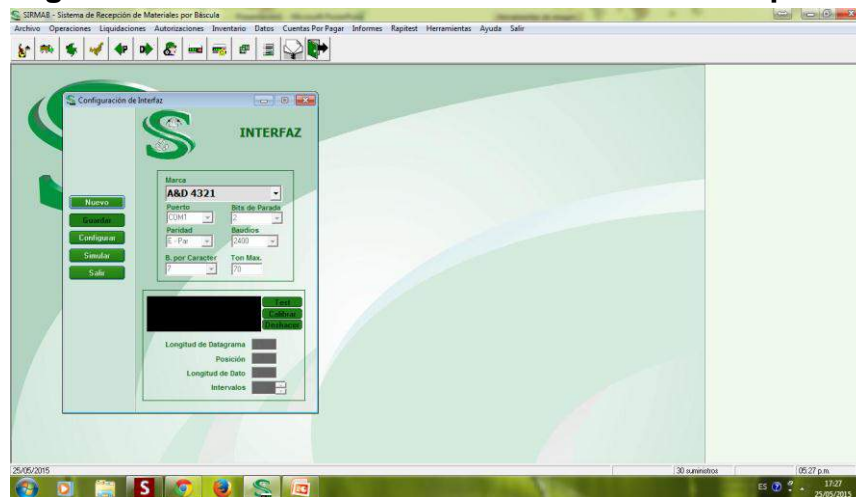 SIRMAB - Sistema de Recepción de Materiales por Báscula
Archivo Operaciones Liquidaciones Autorizaciones Inventario Datos Cuentas Por Pagar Informes Rapitest Herramientas Ayuda Salir
Configuración de Interfaz
INTERFAZ
Marca
A&D 4321
Puerto Bits de Parada
COM1 2
Paridad Baudios
E -Par 2400
B. por Caracter Ton Max.
7 70
Nuevo
Guardar
Configurar
Simular
Salir
Test
Calibrar
Deshacer
Longitud de Datagrama
Posición
Longitud de Dato
Intervalos
25/05/2015 30 suministros 05:27 p.m.
ES 17:27
25/05/2015